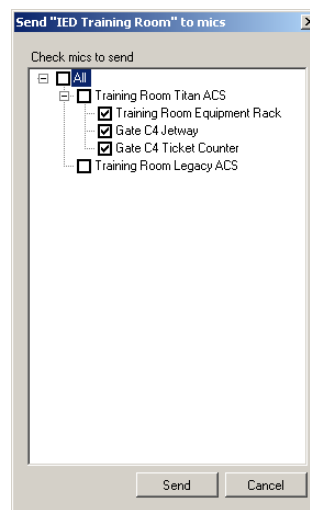 Send "IED Training Room" to mics
Check mics to send
All
Training Room Titan ACS
Training Room Equipment Rack
Gate C4 Jetway
Gate C4 Ticket Counter
Training Room Legacy ACS
Send Cancel